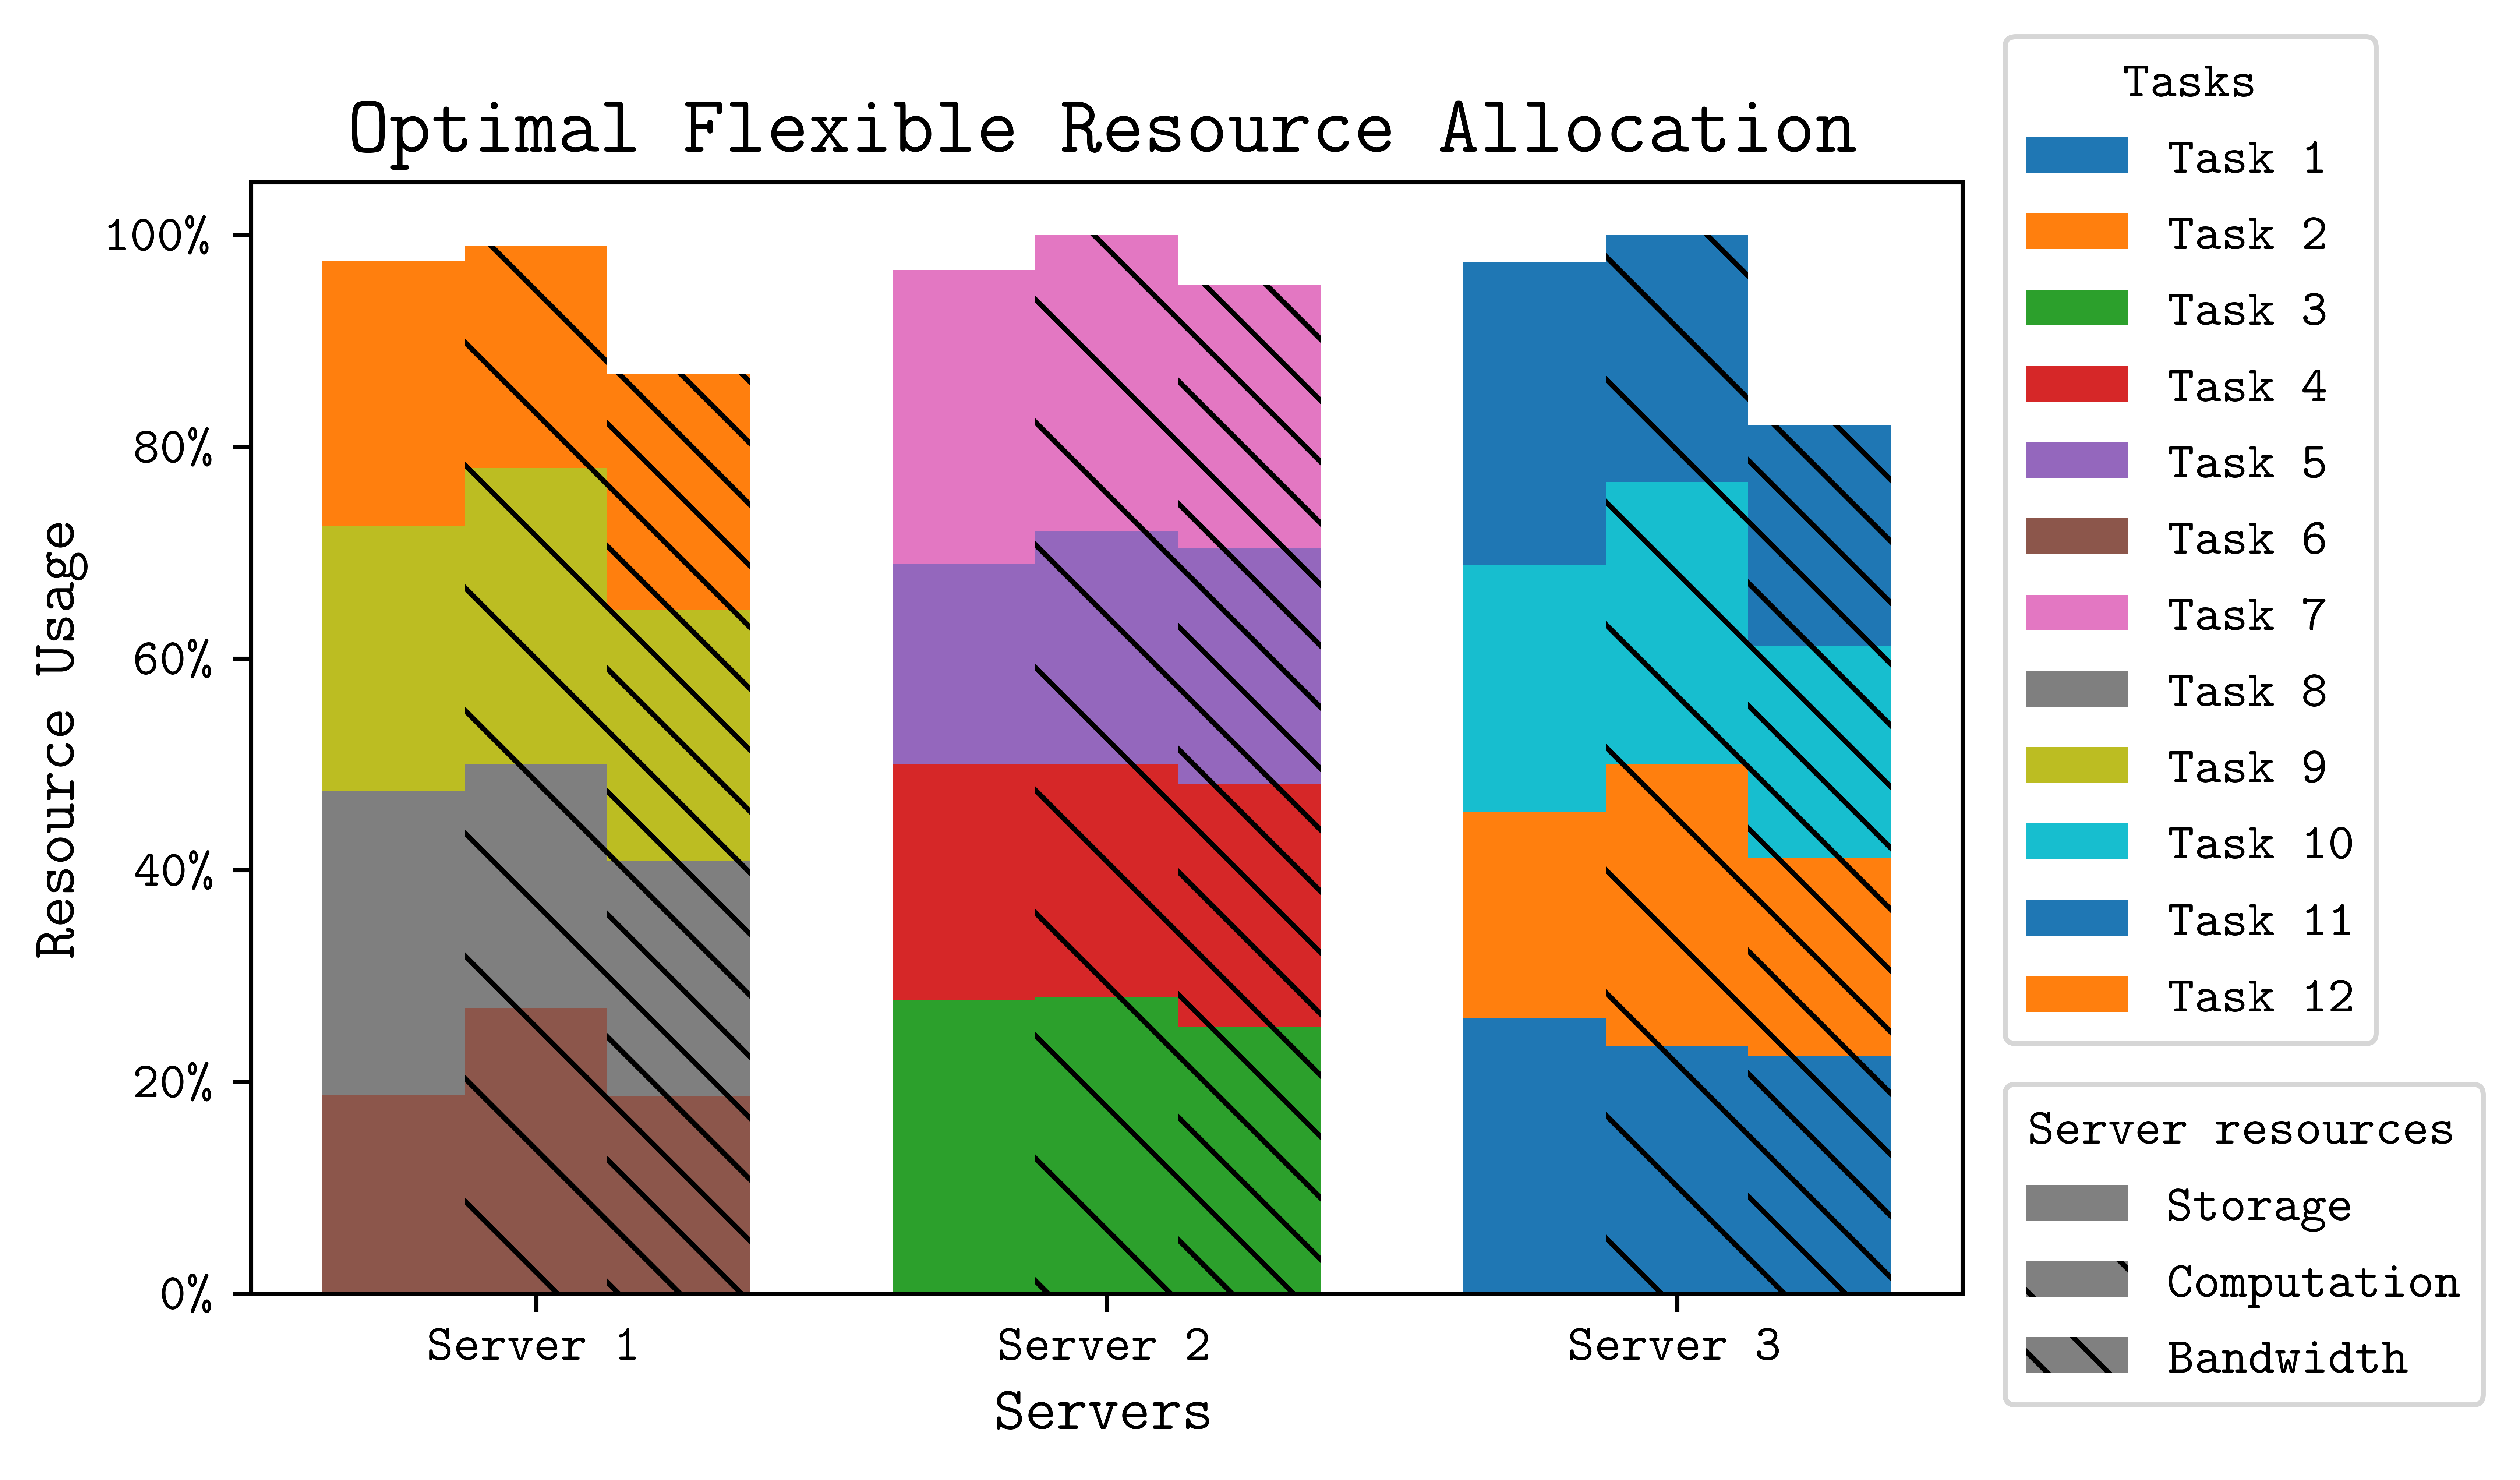 Optimal Flexible Resource Allocation
Resource Usage
100%
80%
60%
40%
20%
0%
Server 1
Server 2
Server 3
Servers
Tasks
Task 1
Task 2
Task 3
Task 4
Task 5
Task 6
Task 7
Task 8
Task 9
Task 10
Task 11
Task 12
Server resources
Storage
Computation
Bandwidth